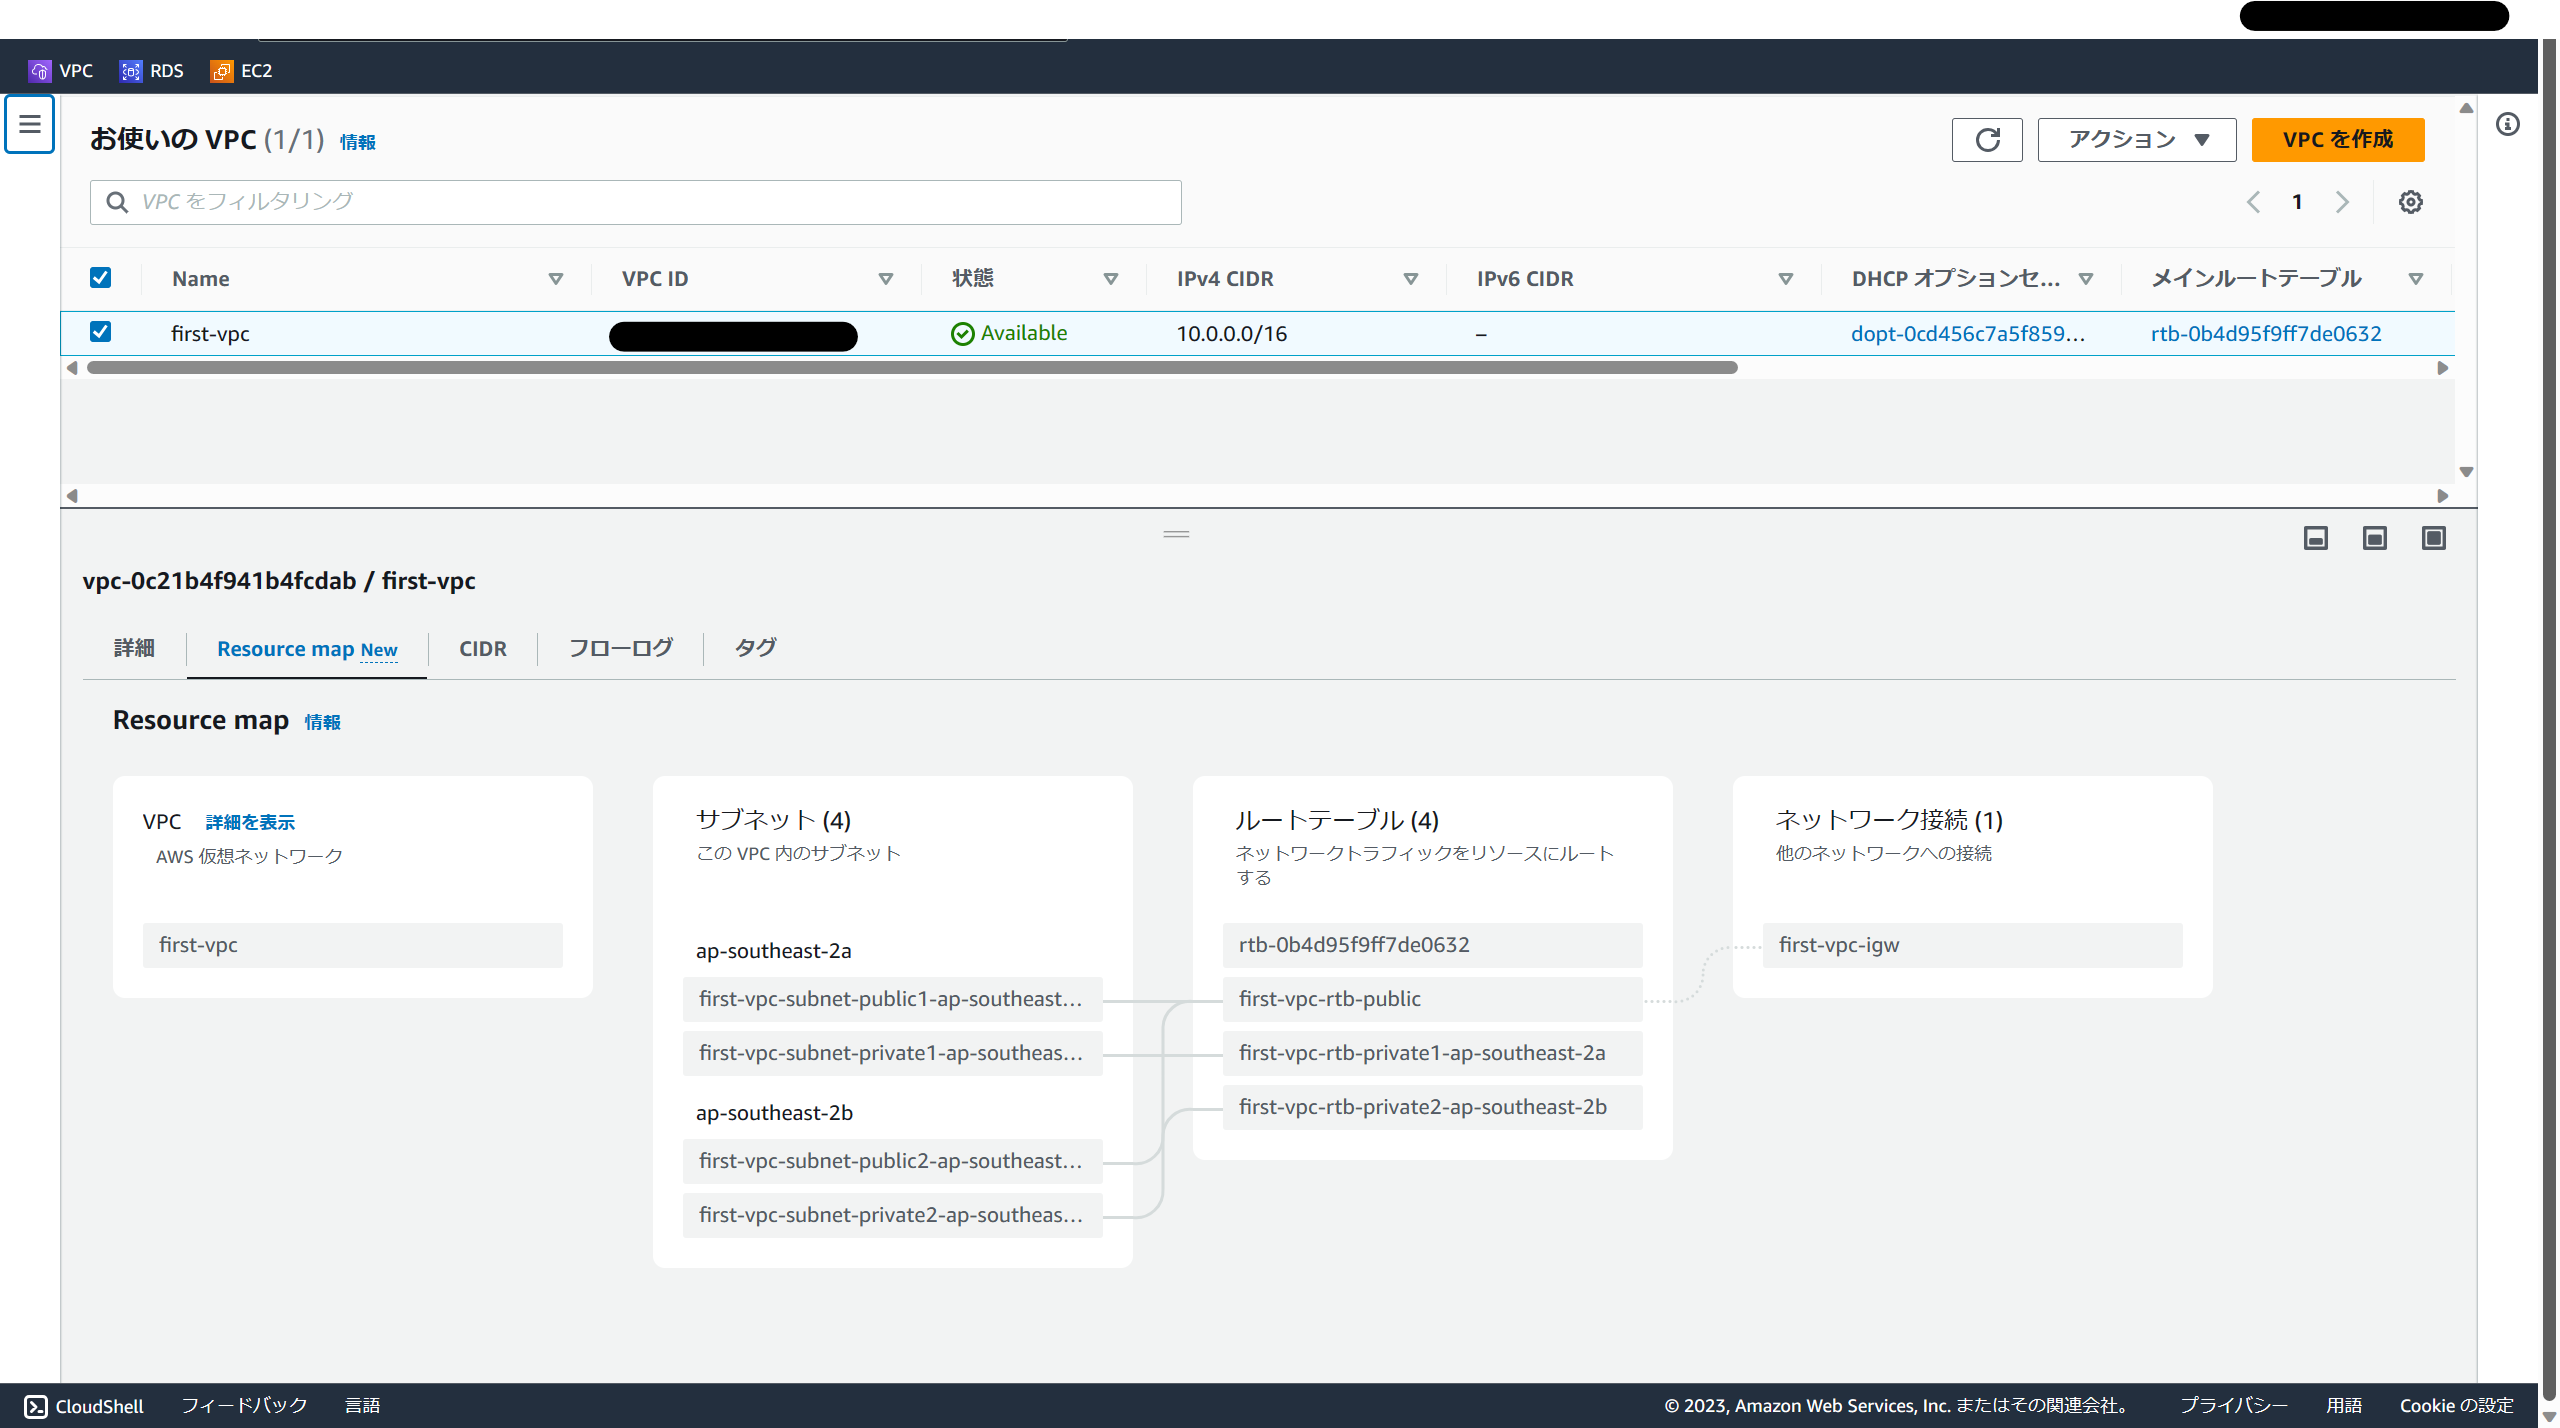 VPC RDS EC2
お使いの VPC (1/1) 情報
アクション
VPC を作成
VPC をフィルタリング
1
Name VPC ID 状態 IPv4 CIDR IPv6 CIDR DHCP オプションセ... メインルートテーブル
first-vpc Available 10.0.0.0/16 – dopt-0cd456c7a5f859... rtb-0b4d95f9ff7de0632
vpc-0c21b4f941b4fcdab / first-vpc
詳細 Resource map New CIDR フローログ タグ
Resource map 情報
VPC 詳細を表示
AWS 仮想ネットワーク
first-vpc
サブネット (4)
この VPC 内のサブネット
ap-southeast-2a
first-vpc-subnet-public1-ap-southeast...
first-vpc-subnet-private1-ap-southeas...
ap-southeast-2b
first-vpc-subnet-public2-ap-southeast...
first-vpc-subnet-private2-ap-southeas...
ルートテーブル (4)
ネットワークトラフィックをリソースにルート
する
rtb-0b4d95f9ff7de0632
first-vpc-rtb-public
first-vpc-rtb-private1-ap-southeast-2a
first-vpc-rtb-private2-ap-southeast-2b
ネットワーク接続 (1)
他のネットワークへの接続
first-vpc-igw
CloudShell フィードバック 言語 © 2023, Amazon Web Services, Inc. またはその関連会社。 プライバシー 用語 Cookie の設定